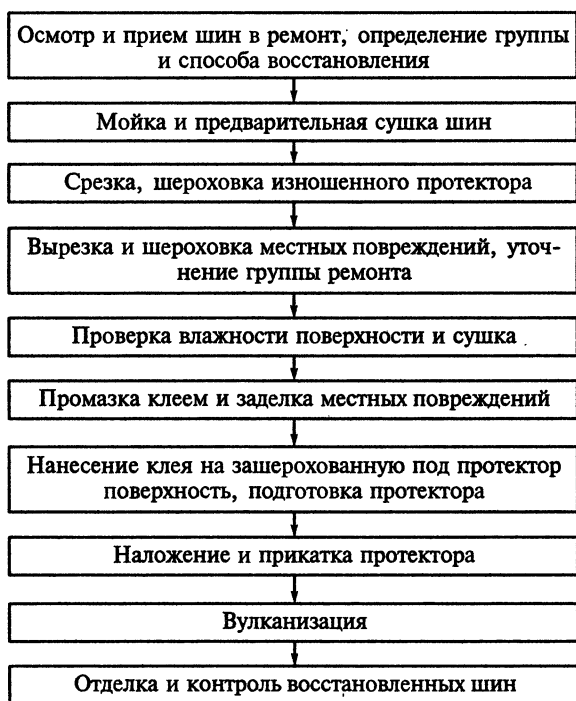 Осмотр и прием шин в ремонт, определение группы
и способа восстановления
Мойка и предварительная сушка шин
Срезка, шероховка изношенного протектора
Вырезка и шероховка местных повреждений, уточ-
нение группы ремонта
Проверка влажности поверхности и сушка
Промазка клеем и заделка местных повреждений
Нанесение клея на зашерохованную под протектор
поверхность, подготовка протектора
Наложение и прикатка протектора
Вулканизация
Отделка и контроль восстановленных шин